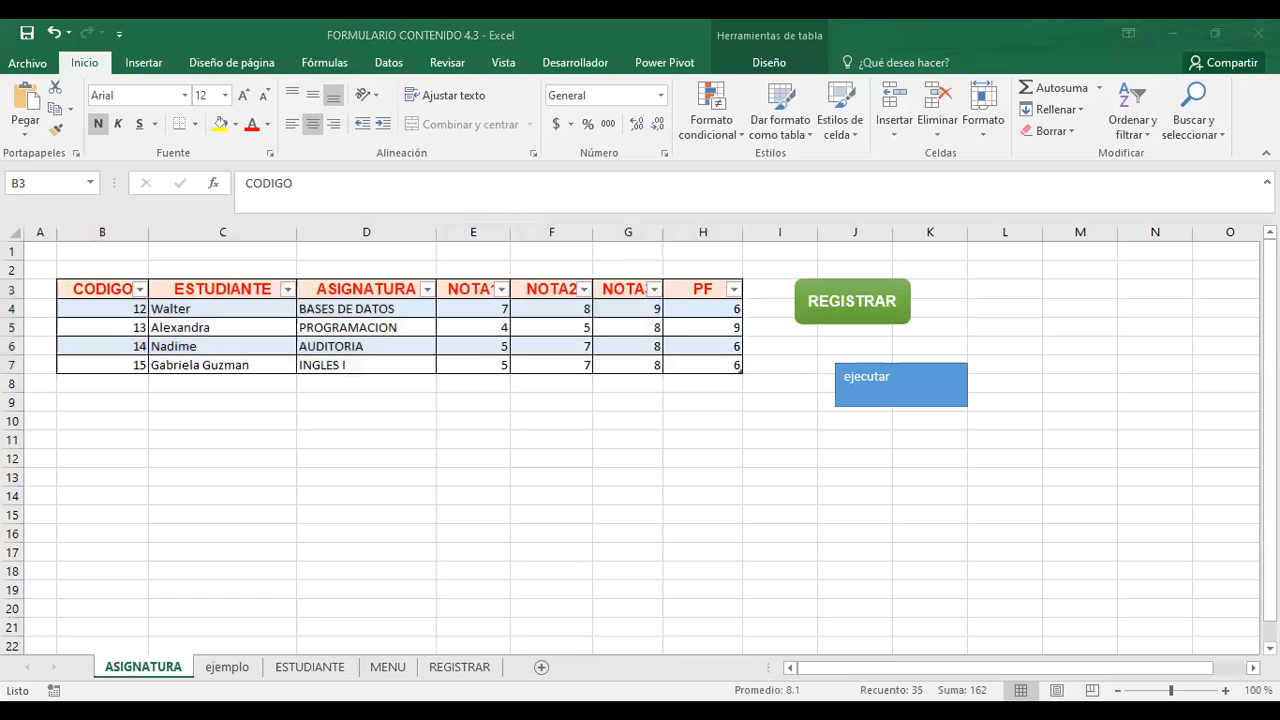 FORMULARIO CONTENIDO 4.3 - Excel
Herramientas de tabla
Archivo Inicio Insertar Diseño de página Fórmulas Datos Revisar Vista Desarrollador Power Pivot Diseño ¿Qué desea hacer? Compartir
Pegar
Portapapeles
Arial 12
N K S
Fuente
Ajustar texto
Combinar y centrar
Alineación
General
$ % 000
Número
Formato condicional
Dar formato como tabla
Estilos de celda
Estilos
Insertar Eliminar Formato
Celdas
Autosuma
Rellenar
Borrar
Ordenar y filtrar
Buscar y seleccionar
Modificar
B3 fx CODIGO
A B C D E F G H I J K L M N O
1
2
3 CODIGO ESTUDIANTE ASIGNATURA NOTA1 NOTA2 NOTA3 PF
4 12 Walter BASES DE DATOS 7 8 9 6
5 13 Alexandra PROGRAMACION 4 5 8 9
6 14 Nadime AUDITORIA 5 7 8 6
7 15 Gabriela Guzman INGLES I 5 7 8 6
8
9
10
11
12
13
14
15
16
17
18
19
20
21
22
REGISTRAR
ejecutar
ASIGNATURA ejemplo ESTUDIANTE MENU REGISTRAR
Listo Promedio: 8.1 Recuento: 35 Suma: 162 100 %